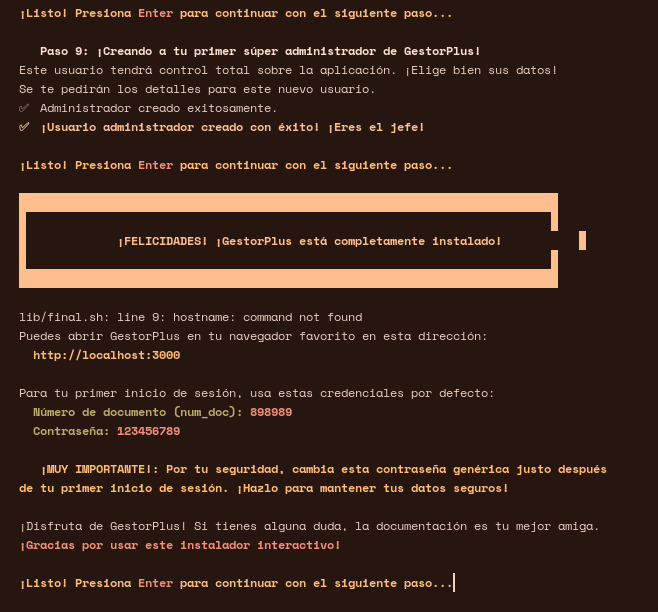 ¡Listo! Presiona Enter para continuar con el siguiente paso...
Paso 9: ¡Creando a tu primer súper administrador de GestorPlus!
Este usuario tendrá control total sobre la aplicación. ¡Elige bien sus datos!
Se te pedirán los detalles para este nuevo usuario.
✅ Administrador creado exitosamente.
✅ ¡Usuario administrador creado con éxito! ¡Eres el jefe!
¡Listo! Presiona Enter para continuar con el siguiente paso...
¡FELICIDADES! ¡GestorPlus está completamente instalado!
lib/final.sh: line 9: hostname: command not found
Puedes abrir GestorPlus en tu navegador favorito en esta dirección:
http://localhost:3000
Para tu primer inicio de sesión, usa estas credenciales por defecto:
Número de documento (num_doc): 898989
Contraseña: 123456789
¡MUY IMPORTANTE!: Por tu seguridad, cambia esta contraseña genérica justo después
de tu primer inicio de sesión. ¡Hazlo para mantener tus datos seguros!
¡Disfruta de GestorPlus! Si tienes alguna duda, la documentación es tu mejor amiga.
¡Gracias por usar este instalador interactivo!
¡Listo! Presiona Enter para continuar con el siguiente paso...